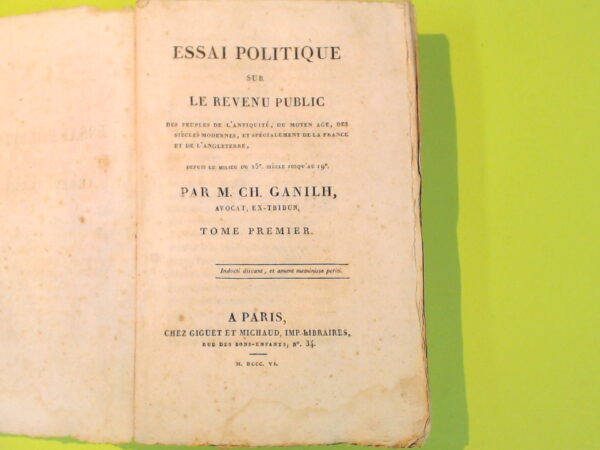 ESSAI POLITIQUE
SUR
LE REVENU PUBLIC
DES PEUPLES DE L'ANTIQUITÉ, DU MOYEN AGE, DES
SIÈCLES MODERNES, ET SPÉCIALEMENT DE LA FRANCE
ET DE L'ANGLETERRE,
DEPUIS LE MILIEU DU 15e. SIÈCLE JUSQU'AU 19e.
PAR M. CH. GANILH,
AVOCAT, EX-TRIBUN,
TOME PREMIER.
Indocti discant, et ament meminisse periti.
A PARIS,
CHEZ GIGUET ET MICHAUD, IMP.-LIBRAIRES,
RUE DES BONS-ENFANTS, N°. 34.
M. DCCC. VI.